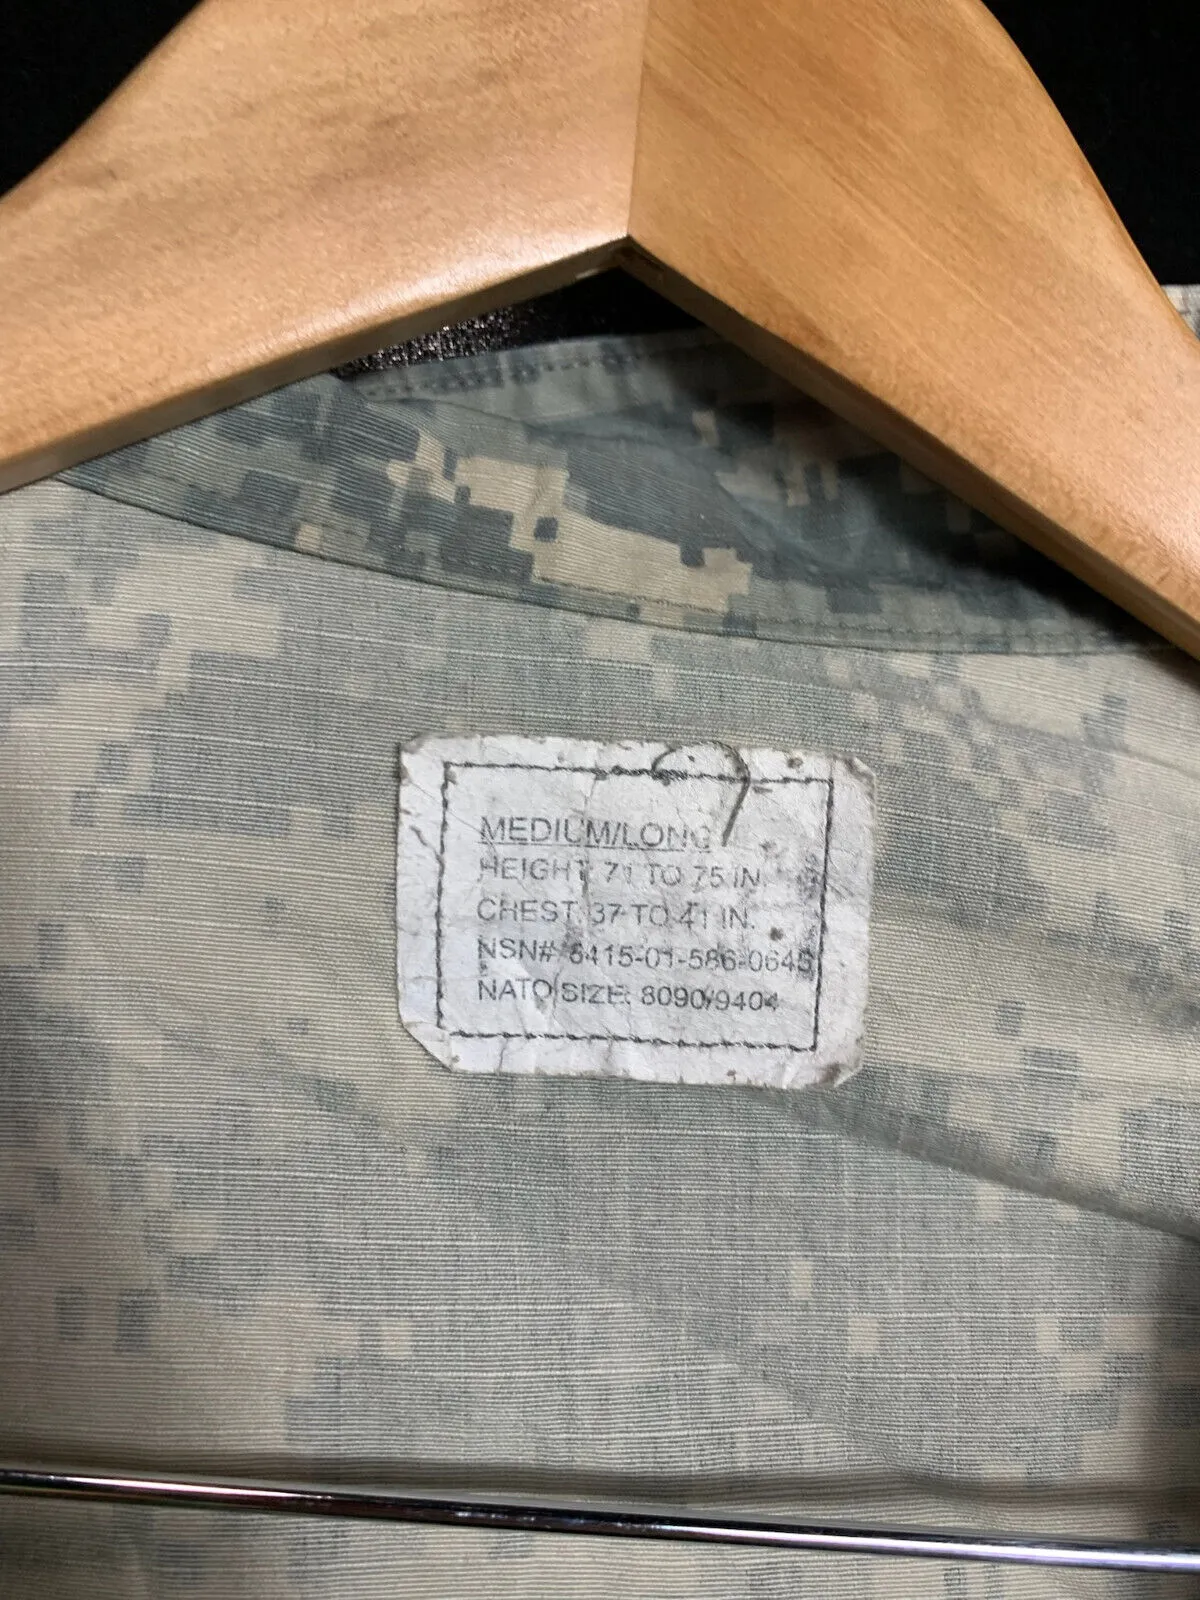 MEDIUM/LONG
HEIGHT: 71 TO 75 IN.
CHEST: 37 TO 41 IN.
NSN# 8415-01-586-0645
NATO SIZE: 8090/9404